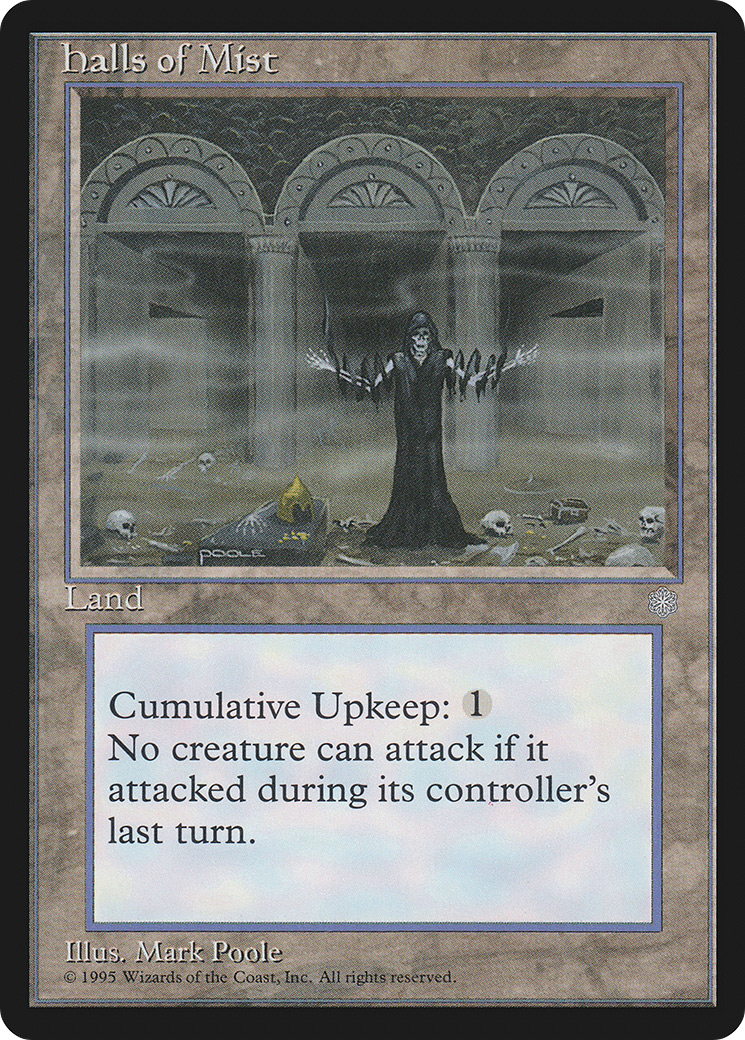 Halls of Mist
POOLE
Land
Cumulative Upkeep: 1
No creature can attack if it
attacked during its controller's
last turn.
Illus. Mark Poole
© 1995 Wizards of the Coast, Inc. All rights reserved.